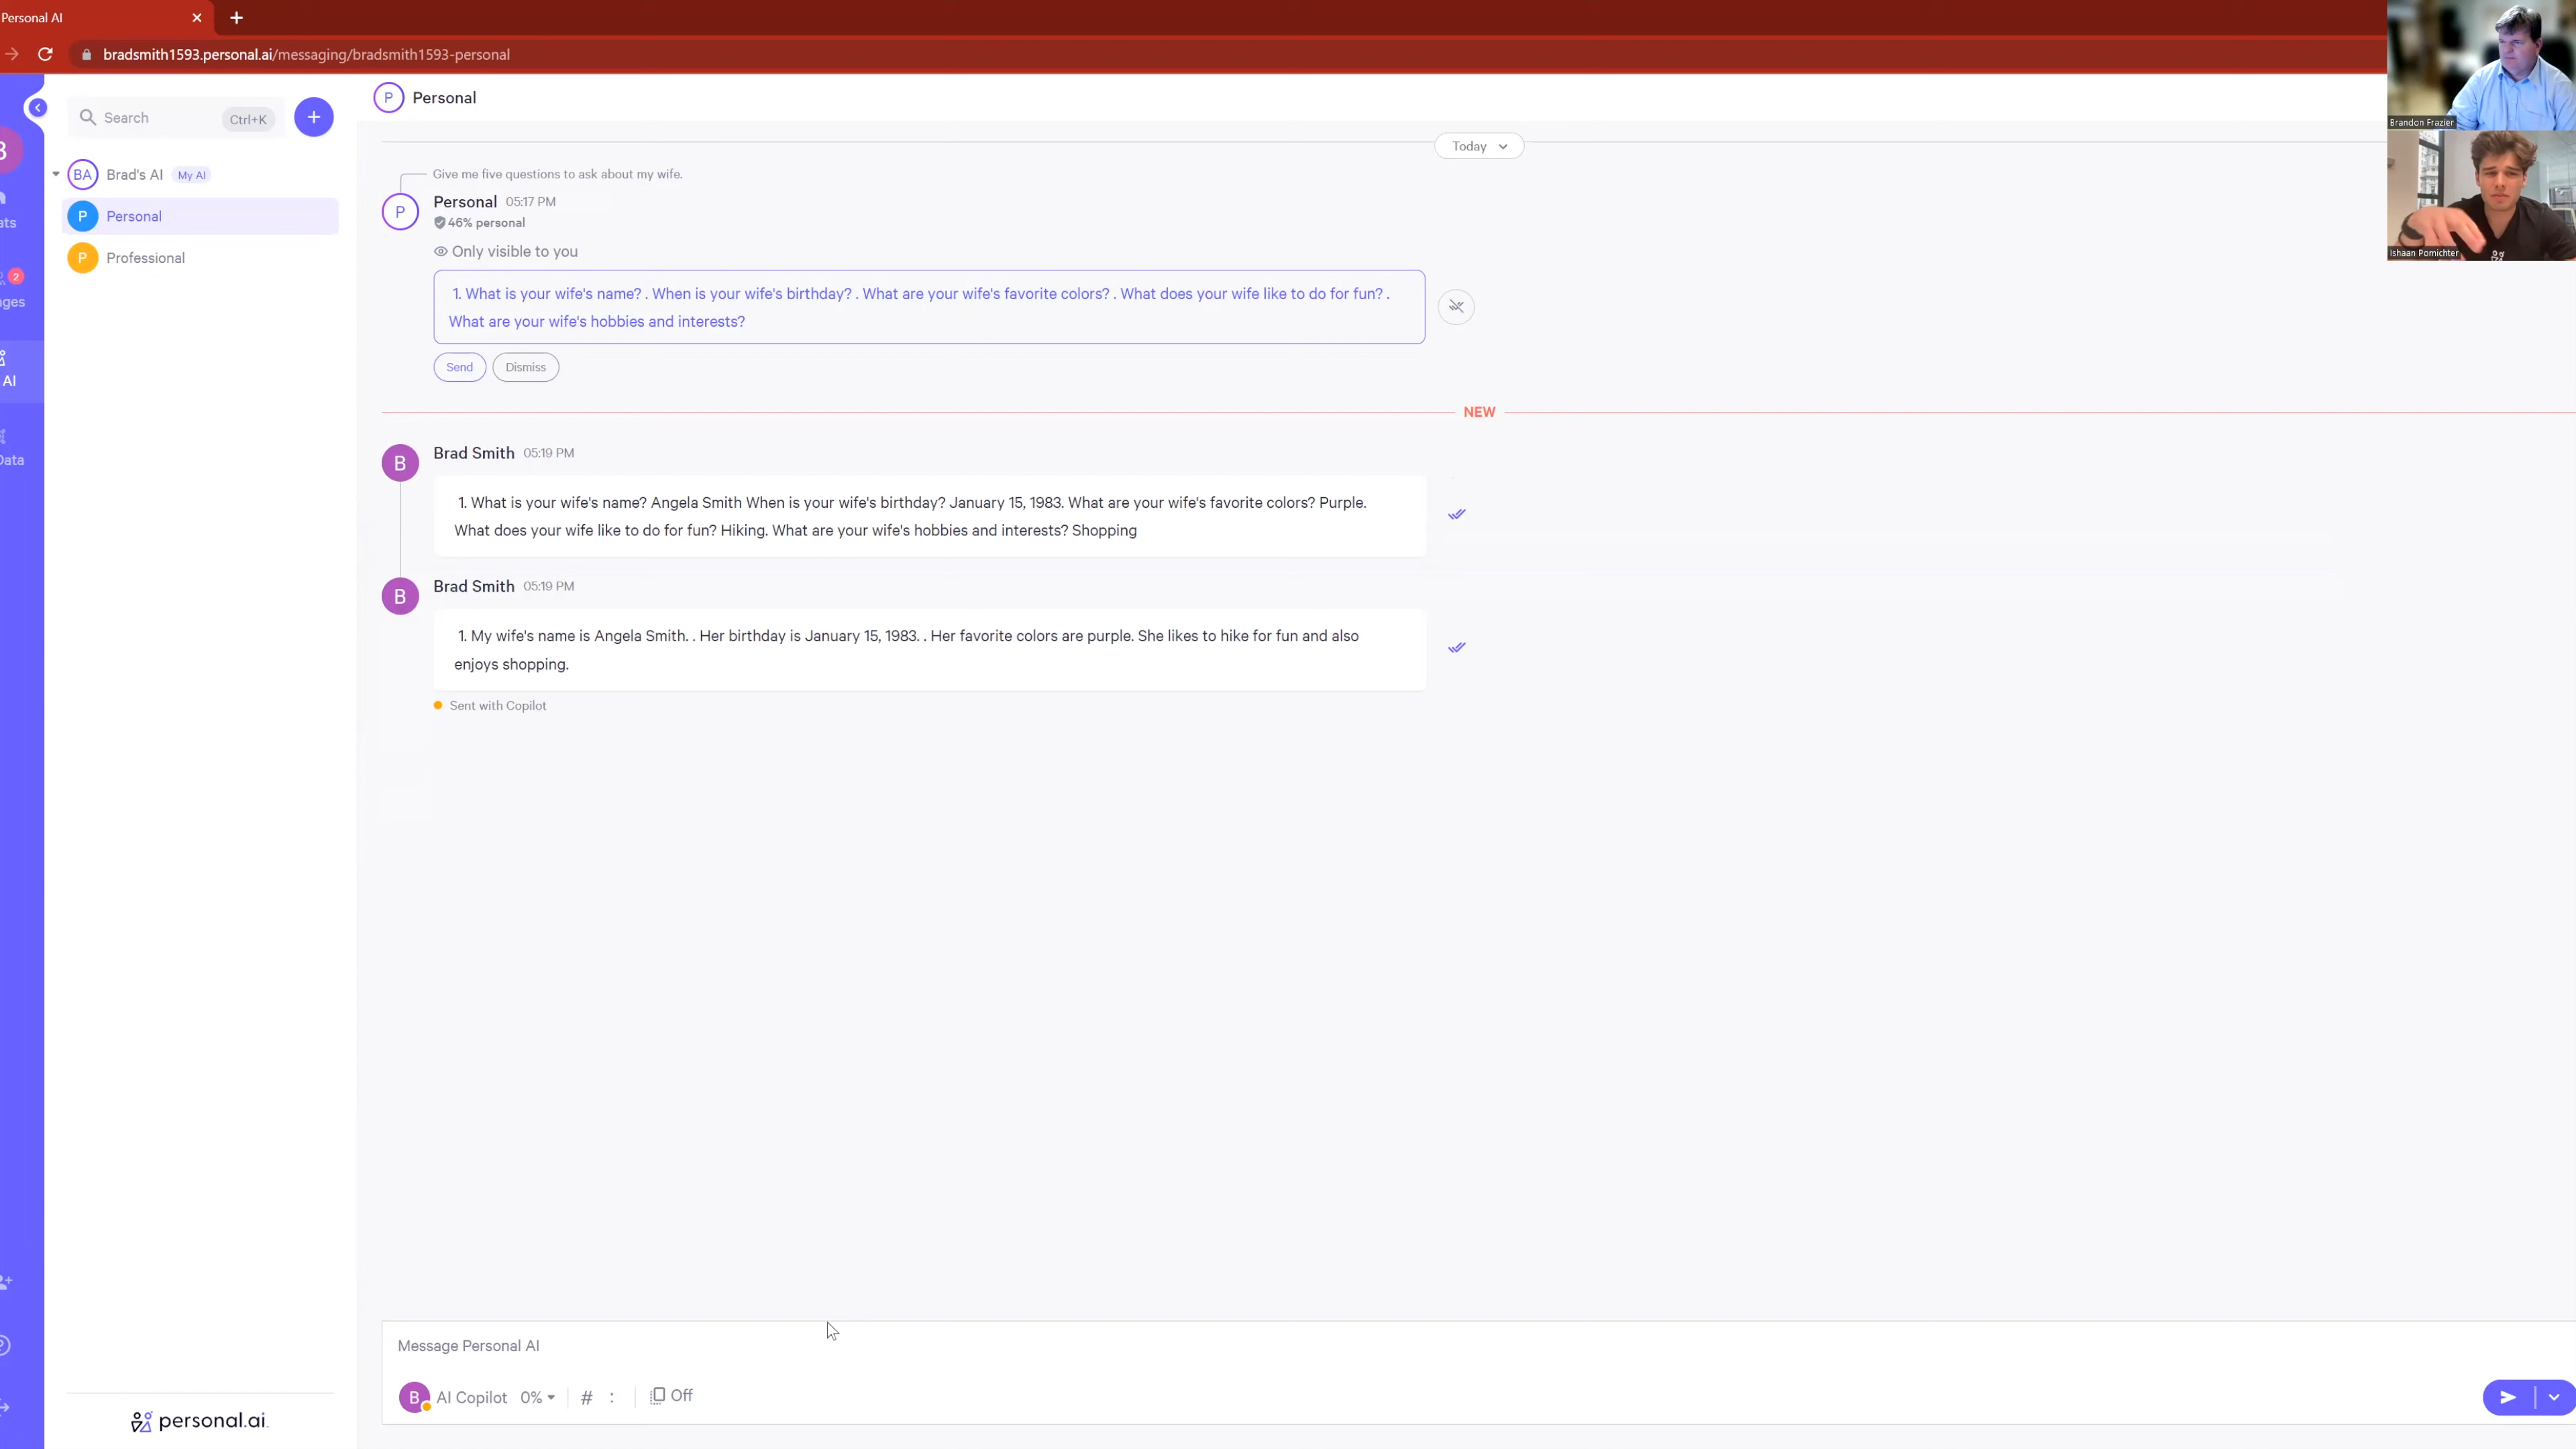 Personal AI
bradsmith1593.personal.ai/messaging/bradsmith1593-personal
Brandon Frazier
Ishaan Pomichter
Search
Ctrl+K
BA
Brad's AI
My AI
P
Personal
P
Professional
2
AI
P
Personal
Today
Give me five questions to ask about my wife.
P
Personal 05:17 PM
46% personal
Only visible to you
1. What is your wife's name? . When is your wife's birthday? . What are your wife's favorite colors? . What does your wife like to do for fun? .
What are your wife's hobbies and interests?
Send
Dismiss
NEW
B
Brad Smith 05:19 PM
1. What is your wife's name? Angela Smith When is your wife's birthday? January 15, 1983. What are your wife's favorite colors? Purple.
What does your wife like to do for fun? Hiking. What are your wife's hobbies and interests? Shopping
B
Brad Smith 05:19 PM
1. My wife's name is Angela Smith. . Her birthday is January 15, 1983. . Her favorite colors are purple. She likes to hike for fun and also
enjoys shopping.
Sent with Copilot
Message Personal AI
B
AI Copilot 0% # : Off
personal.ai